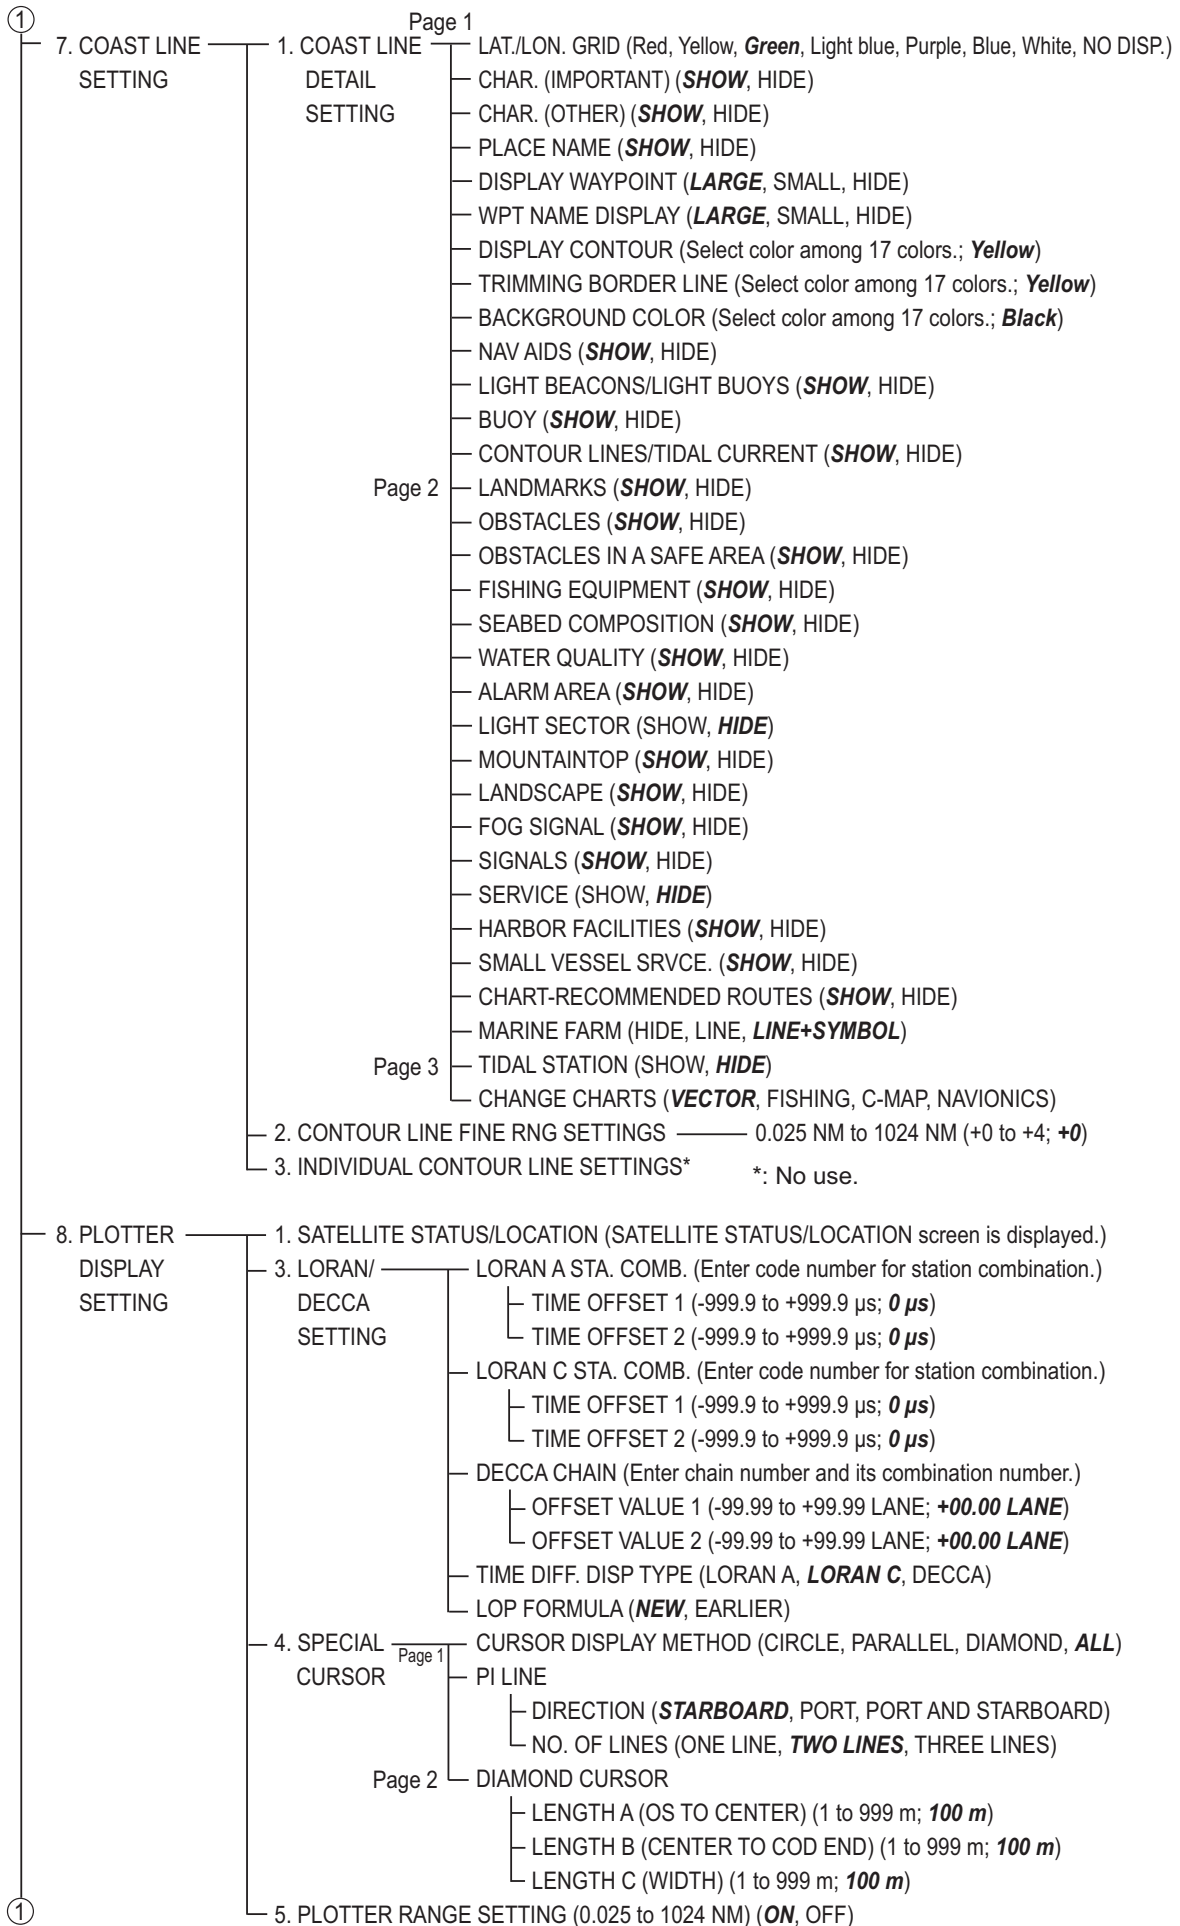 ①
Page 1
7. COAST LINE SETTING
1. COAST LINE DETAIL SETTING
LAT./LON. GRID (Red, Yellow, Green, Light blue, Purple, Blue, White, NO DISP.)
CHAR. (IMPORTANT) (SHOW, HIDE)
CHAR. (OTHER) (SHOW, HIDE)
PLACE NAME (SHOW, HIDE)
DISPLAY WAYPOINT (LARGE, SMALL, HIDE)
WPT NAME DISPLAY (LARGE, SMALL, HIDE)
DISPLAY CONTOUR (Select color among 17 colors.; Yellow)
TRIMMING BORDER LINE (Select color among 17 colors.; Yellow)
BACKGROUND COLOR (Select color among 17 colors.; Black)
NAV AIDS (SHOW, HIDE)
LIGHT BEACONS/LIGHT BUOYS (SHOW, HIDE)
BUOY (SHOW, HIDE)
CONTOUR LINES/TIDAL CURRENT (SHOW, HIDE)
Page 2
LANDMARKS (SHOW, HIDE)
OBSTACLES (SHOW, HIDE)
OBSTACLES IN A SAFE AREA (SHOW, HIDE)
FISHING EQUIPMENT (SHOW, HIDE)
SEABED COMPOSITION (SHOW, HIDE)
WATER QUALITY (SHOW, HIDE)
ALARM AREA (SHOW, HIDE)
LIGHT SECTOR (SHOW, HIDE)
MOUNTAINTOP (SHOW, HIDE)
LANDSCAPE (SHOW, HIDE)
FOG SIGNAL (SHOW, HIDE)
SIGNALS (SHOW, HIDE)
SERVICE (SHOW, HIDE)
HARBOR FACILITIES (SHOW, HIDE)
SMALL VESSEL SRVCE. (SHOW, HIDE)
CHART-RECOMMENDED ROUTES (SHOW, HIDE)
MARINE FARM (HIDE, LINE, LINE+SYMBOL)
Page 3
TIDAL STATION (SHOW, HIDE)
CHANGE CHARTS (VECTOR, FISHING, C-MAP, NAVIONICS)
2. CONTOUR LINE FINE RNG SETTINGS
0.025 NM to 1024 NM (+0 to +4; +0)
3. INDIVIDUAL CONTOUR LINE SETTINGS*
*: No use.
8. PLOTTER DISPLAY SETTING
1. SATELLITE STATUS/LOCATION (SATELLITE STATUS/LOCATION screen is displayed.)
3. LORAN/ DECCA SETTING
LORAN A STA. COMB. (Enter code number for station combination.)
TIME OFFSET 1 (-999.9 to +999.9 µs; 0 µs)
TIME OFFSET 2 (-999.9 to +999.9 µs; 0 µs)
LORAN C STA. COMB. (Enter code number for station combination.)
TIME OFFSET 1 (-999.9 to +999.9 µs; 0 µs)
TIME OFFSET 2 (-999.9 to +999.9 µs; 0 µs)
DECCA CHAIN (Enter chain number and its combination number.)
OFFSET VALUE 1 (-99.99 to +99.99 LANE; +00.00 LANE)
OFFSET VALUE 2 (-99.99 to +99.99 LANE; +00.00 LANE)
TIME DIFF. DISP TYPE (LORAN A, LORAN C, DECCA)
LOP FORMULA (NEW, EARLIER)
4. SPECIAL CURSOR
Page 1
CURSOR DISPLAY METHOD (CIRCLE, PARALLEL, DIAMOND, ALL)
PI LINE
DIRECTION (STARBOARD, PORT, PORT AND STARBOARD)
NO. OF LINES (ONE LINE, TWO LINES, THREE LINES)
Page 2
DIAMOND CURSOR
LENGTH A (OS TO CENTER) (1 to 999 m; 100 m)
LENGTH B (CENTER TO COD END) (1 to 999 m; 100 m)
LENGTH C (WIDTH) (1 to 999 m; 100 m)
①
5. PLOTTER RANGE SETTING (0.025 to 1024 NM) (ON, OFF)